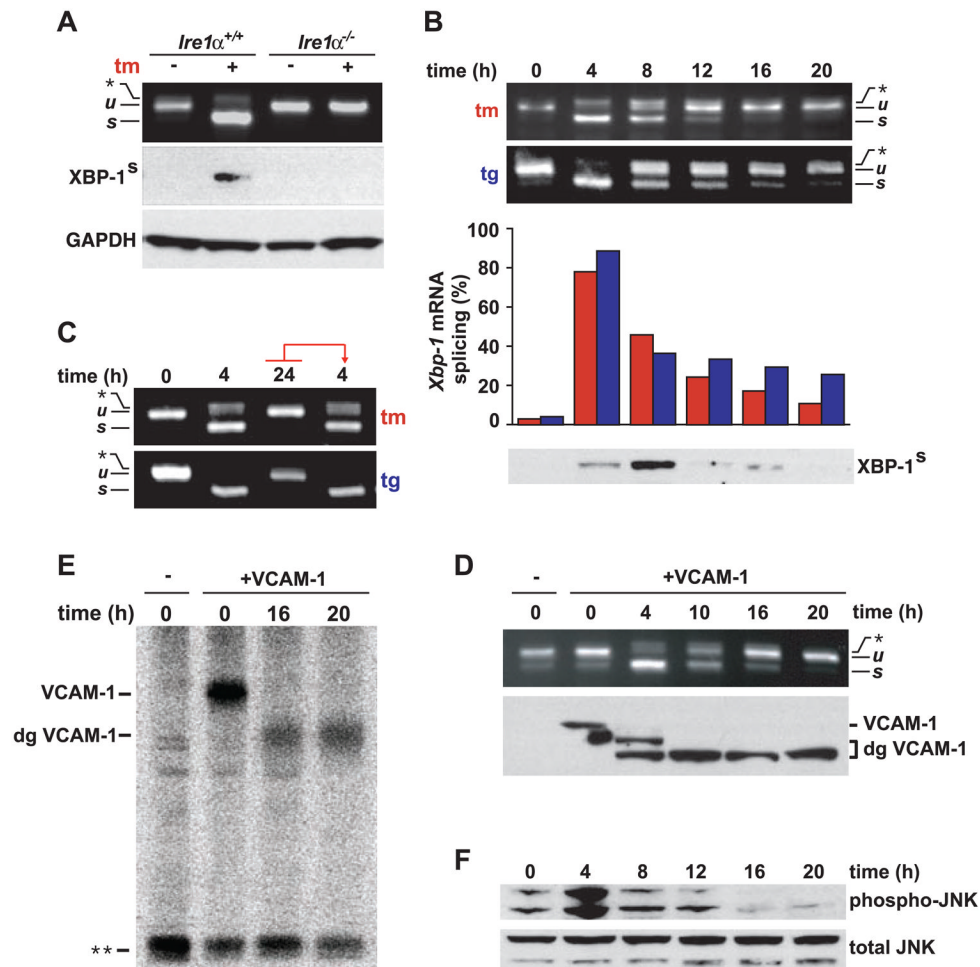 A
Ire1α+/+ Ire1α-/-
tm - + - +
*
u
s
XBP-1s
GAPDH
B
time (h) 0 4 8 12 16 20
tm
*
u
s
tg
*
u
s
100
80
60
40
20
0
Xbp-1 mRNA
splicing (%)
XBP-1s
C
time (h) 0 4 24 4
*
u
s
tm
*
u
s
tg
E
- +VCAM-1
time (h) 0 0 16 20
VCAM-1
dg VCAM-1
**
D
- +VCAM-1
0 0 4 10 16 20 time (h)
*
u
s
VCAM-1
dg VCAM-1
F
0 4 8 12 16 20 time (h)
phospho-JNK
total JNK